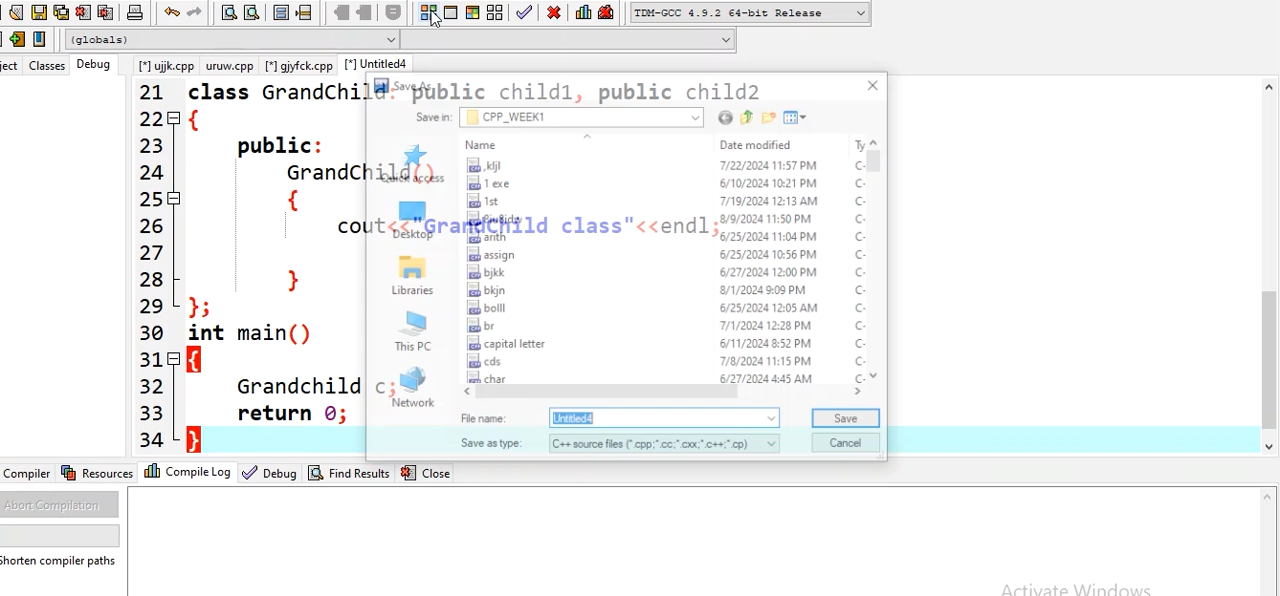 TDM-GCC 4.9.2 64-bit Release
(globals)
ject Classes Debug [*] ujjk.cpp uruw.cpp [*] gjyfck.cpp [*] Untitled4
21 class GrandChild: public child1, public child2
22 {
23 public:
24 GrandChild()
25 {
26 cout<<"GrandChild class"<<endl;
27
28 }
29 };
30 int main()
31 {
32 Grandchild c;
33 return 0;
34 }
Save As
Save in: CPP_WEEK1
Quick access
Desktop
Libraries
This PC
Network
Name Date modified Ty
,kljl 7/22/2024 11:57 PM C-
1 exe 6/10/2024 10:21 PM C-
1st 7/19/2024 12:13 AM C-
8/9/2024 11:50 PM C-
arith 6/25/2024 11:04 PM C-
assign 6/25/2024 10:56 PM C-
bjkk 6/27/2024 12:00 PM C-
bkjn 8/1/2024 9:09 PM C-
bolll 6/25/2024 12:05 AM C-
br 7/1/2024 12:28 PM C-
capital letter 6/11/2024 8:52 PM C-
cds 7/8/2024 11:15 PM C-
char 6/27/2024 4:45 AM C-
File name: Untitled4 Save
Save as type: C++ source files (*.cpp;*.cc;*.cxx;*.c++;*.cp) Cancel
Compiler Resources Compile Log Debug Find Results Close
Abort Compilation
Shorten compiler paths
Activate Windows